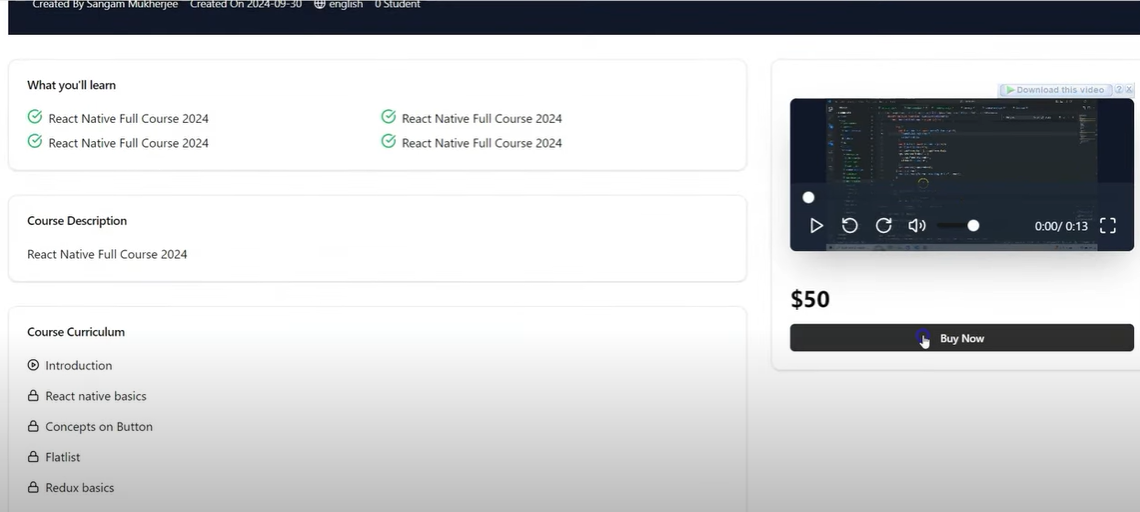 Created By Sangam Mukherjee Created On 2024-09-30 english 0 Student
What you'll learn
React Native Full Course 2024 React Native Full Course 2024
React Native Full Course 2024 React Native Full Course 2024
Course Description
React Native Full Course 2024
Course Curriculum
Introduction
React native basics
Concepts on Button
Flatlist
Redux basics
Download this video ? X
0:00/ 0:13
$50
Buy Now